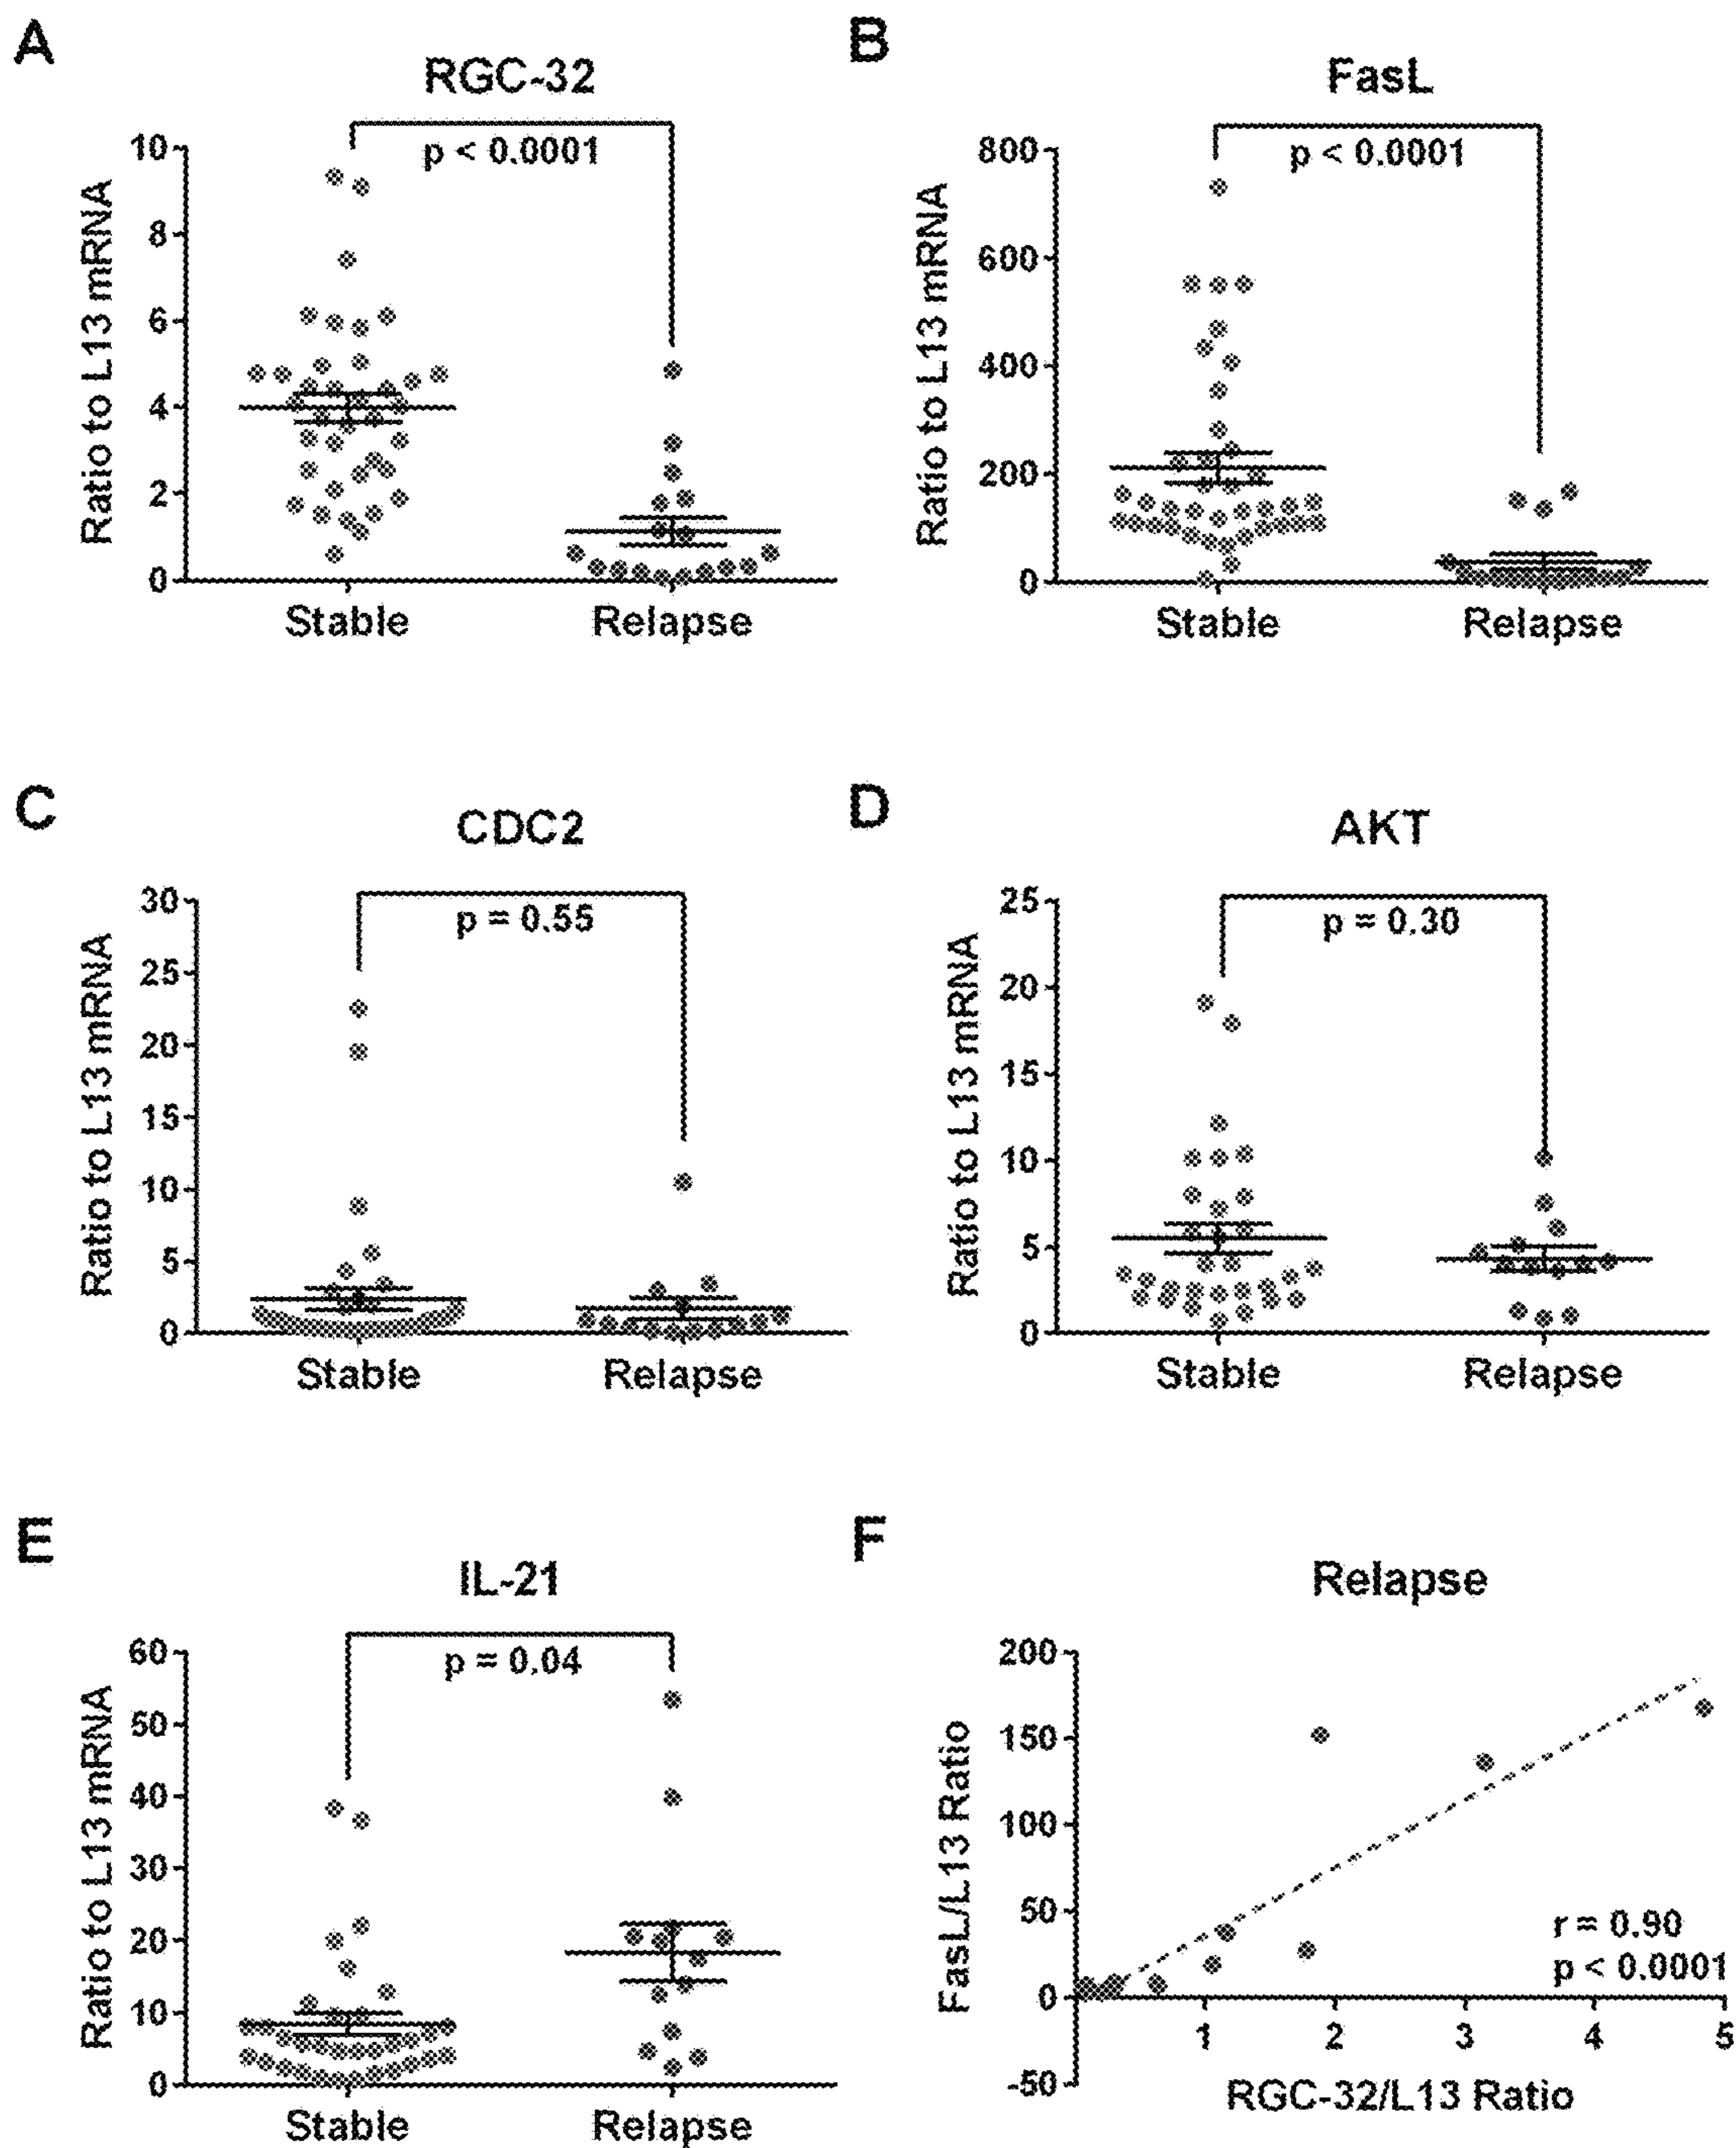 A
RGC-32
p < 0.0001
Ratio to L13 mRNA
10
8
6
4
2
0
Stable
Relapse
B
FasL
p < 0.0001
Ratio to L13 mRNA
800
600
400
200
0
Stable
Relapse
C
CDC2
p = 0.55
Ratio to L13 mRNA
30
25
20
15
10
5
0
Stable
Relapse
D
AKT
p = 0.30
Ratio to L13 mRNA
25
20
15
10
5
0
Stable
Relapse
E
IL-21
p = 0.04
Ratio to L13 mRNA
60
50
40
30
20
10
0
Stable
Relapse
F
Relapse
FasL/L13 Ratio
200
150
100
50
0
-50
r = 0.90
p < 0.0001
1
2
3
4
5
RGC-32/L13 Ratio